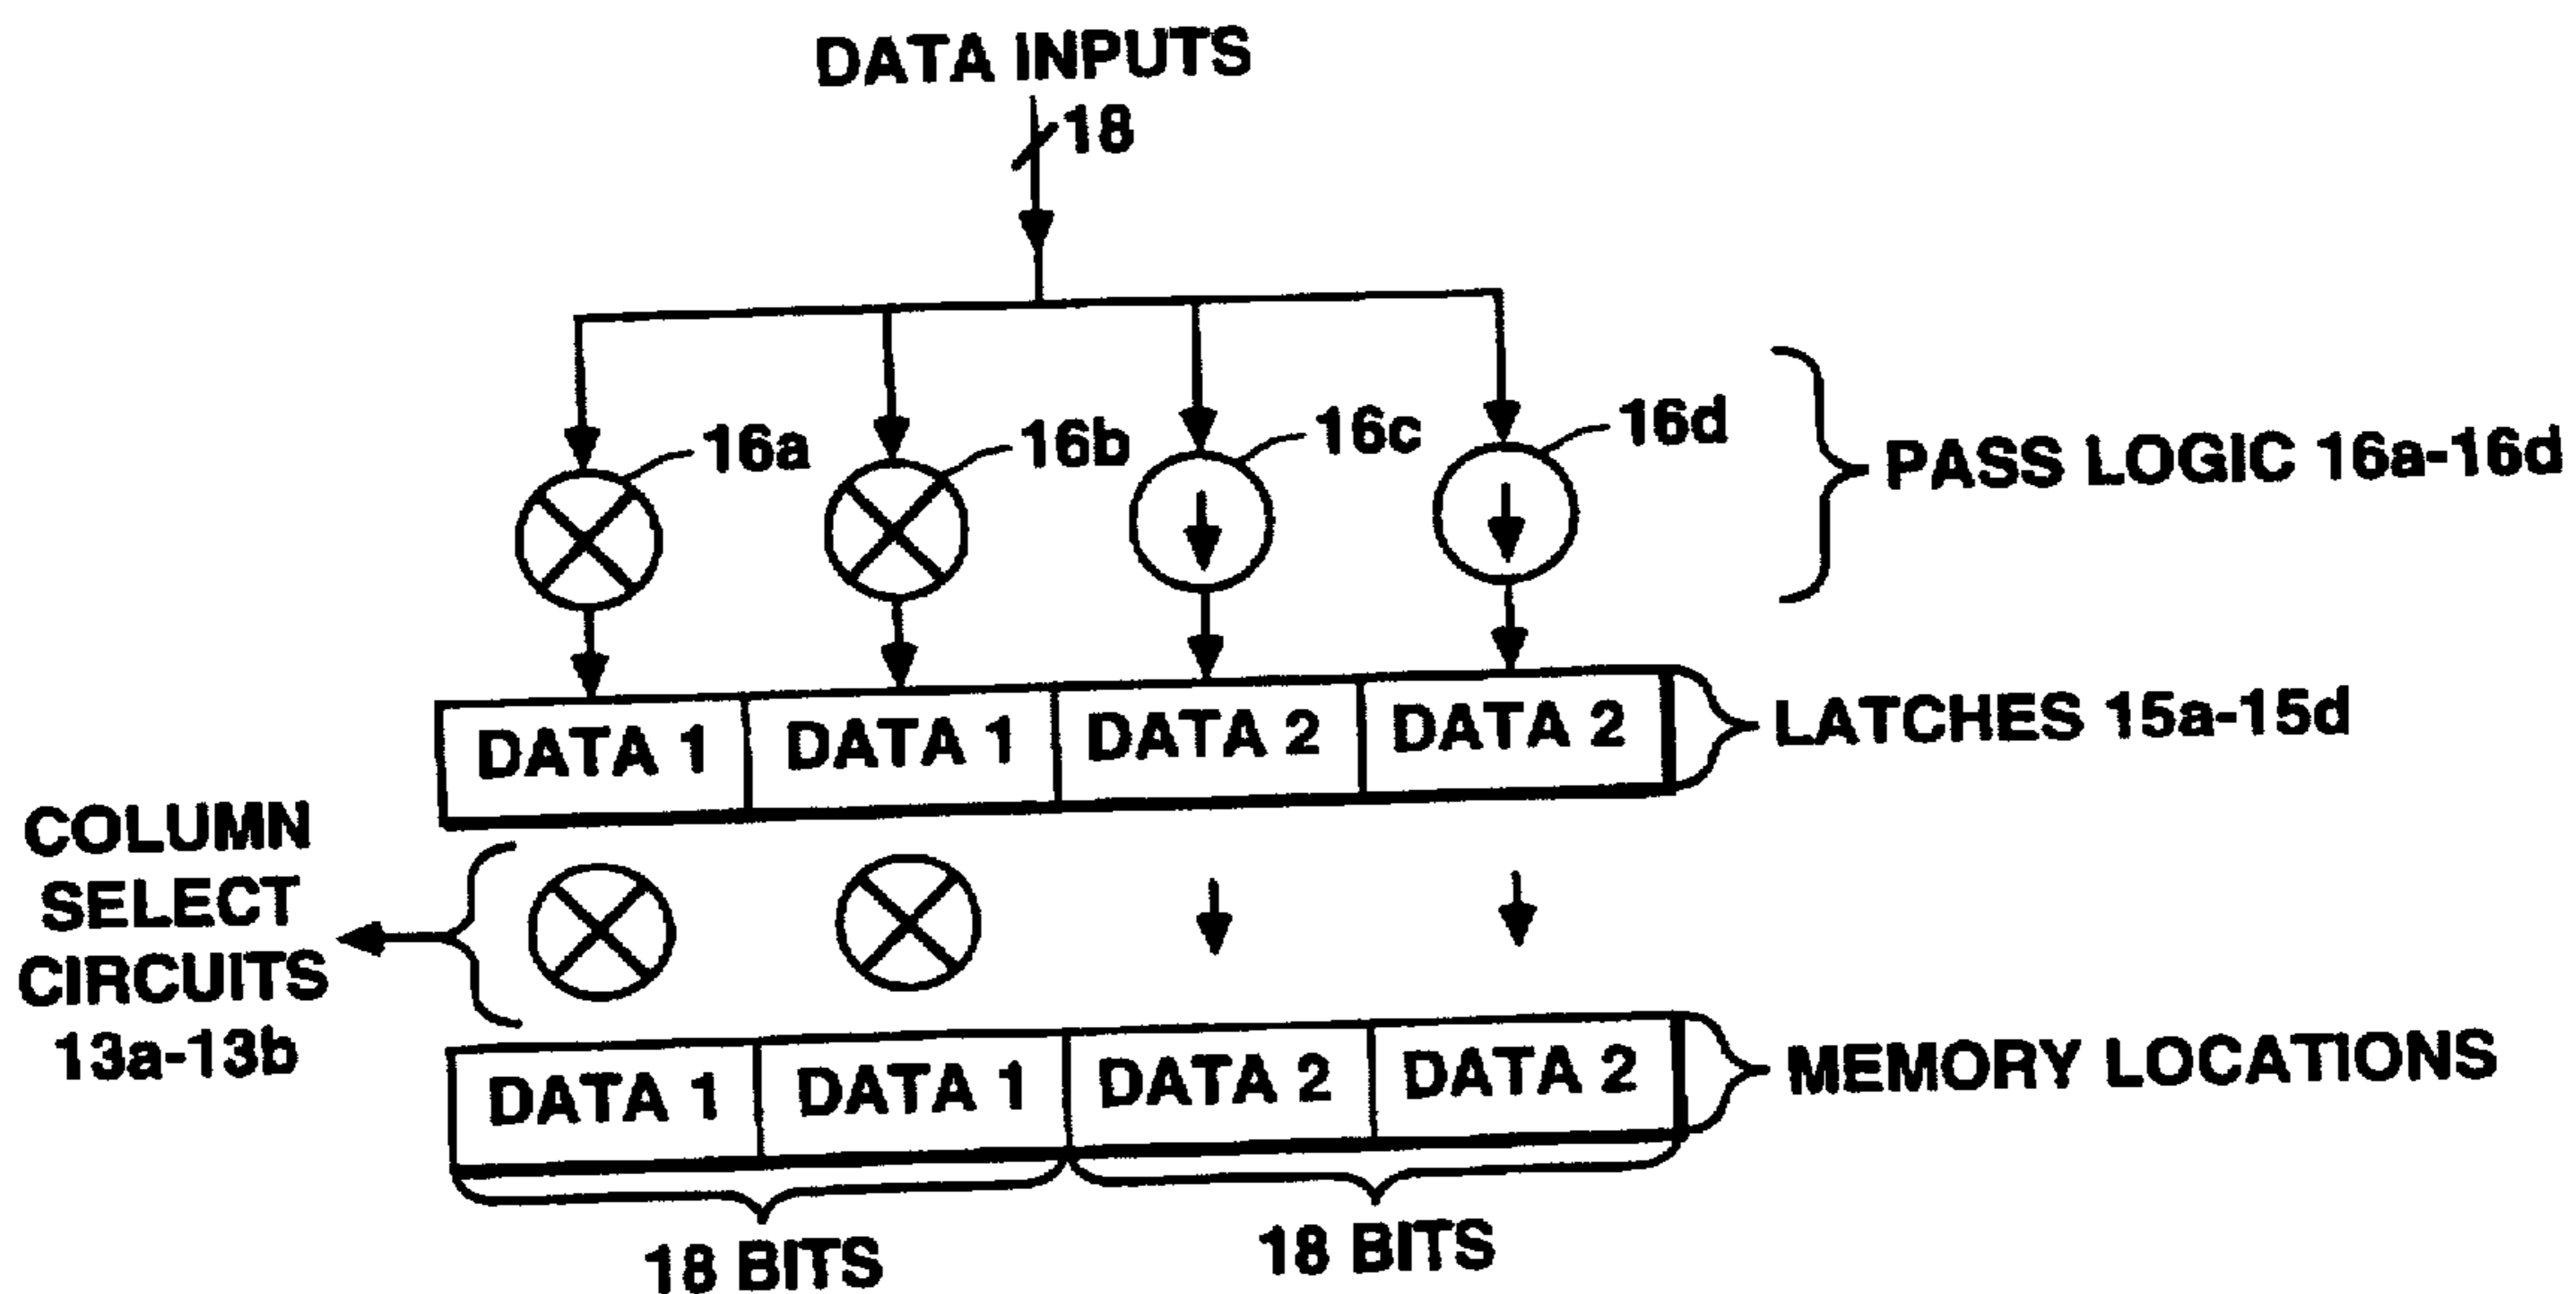 DATA INPUTS
18
16a
16b
16c
16d
PASS LOGIC 16a-16d
DATA 1
DATA 1
DATA 2
DATA 2
LATCHES 15a-15d
COLUMN
SELECT
CIRCUITS
13a-13b
DATA 1
DATA 1
DATA 2
DATA 2
MEMORY LOCATIONS
18 BITS
18 BITS